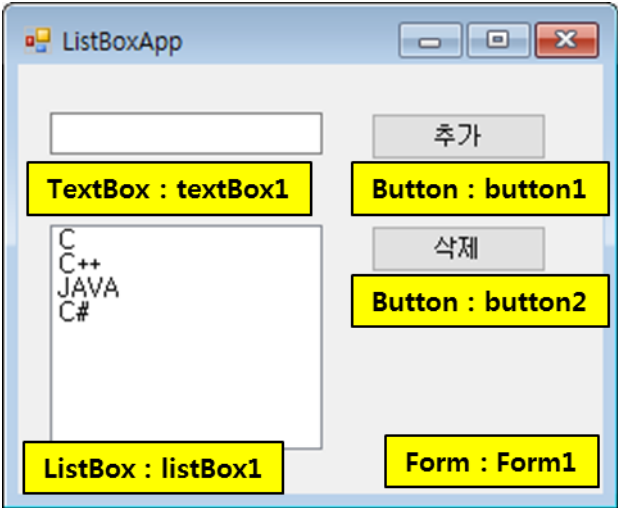 ListBoxApp
추가
TextBox : textBox1
Button : button1
C
C++
JAVA
C#
삭제
Button : button2
ListBox : listBox1
Form : Form1